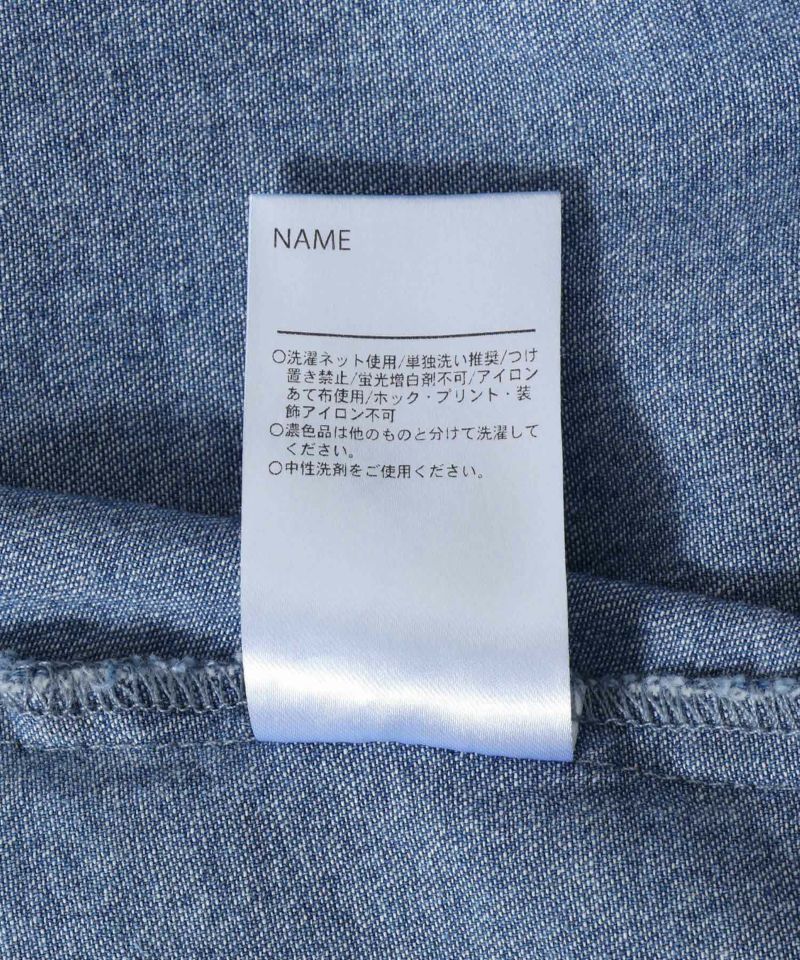 NAME
○洗濯ネット使用/単独洗い推奨/つけ
置き禁止/蛍光増白剤不可/アイロン
あて布使用/ホック・プリント・装
飾アイロン不可
○濃色品は他のものと分けて洗濯して
ください。
○中性洗剤をご使用ください。